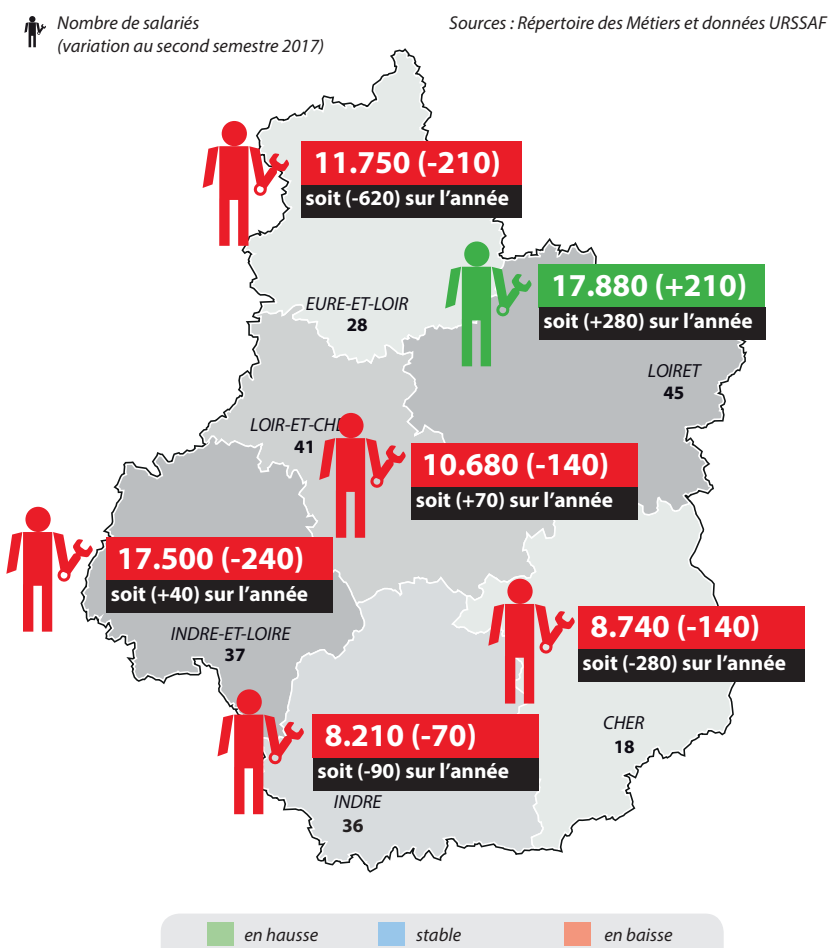 Nombre de salariés
(variation au second semestre 2017)
Sources : Répertoire des Métiers et données URSSAF
11.750 (-210)
soit (-620) sur l'année
EURE-ET-LOIR
28
17.880 (+210)
soit (+280) sur l'année
LOIRET
45
LOIR-ET-CHE
41
10.680 (-140)
soit (+70) sur l'année
17.500 (-240)
soit (+40) sur l'année
INDRE-ET-LOIRE
37
8.740 (-140)
soit (-280) sur l'année
CHER
18
8.210 (-70)
soit (-90) sur l'année
INDRE
36
en hausse
stable
en baisse